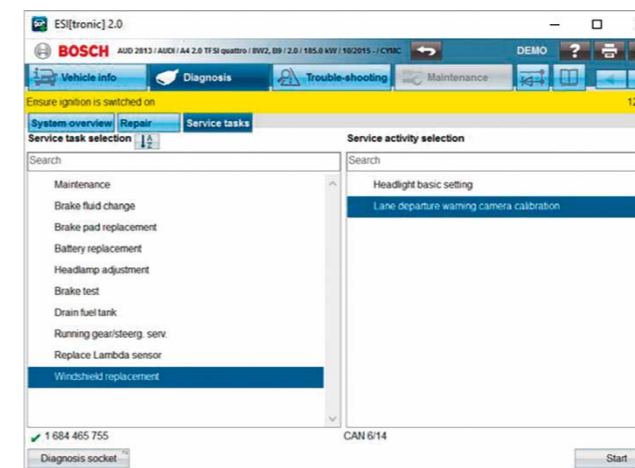 ESI[tronic] 2.0
BOSCH AUD 2813 / AUDI / A4 2.0 TFSI quattro / 8W2, B9 / 2.0 / 185.0 kW / 10/2015 - / CYMC DEMO ?
Vehicle info Diagnosis Trouble-shooting Maintenance
Ensure ignition is switched on
System overview Repair Service tasks
Service task selection Service activity selection
Search Search
Maintenance Headlight basic setting
Brake fluid change Lane departure warning camera calibration
Brake pad replacement
Battery replacement
Headlamp adjustment
Brake test
Drain fuel tank
Running gear/steerg. serv.
Replace Lambda sensor
Windshield replacement
1 684 465 755 CAN 6/14
Diagnosis socket Start